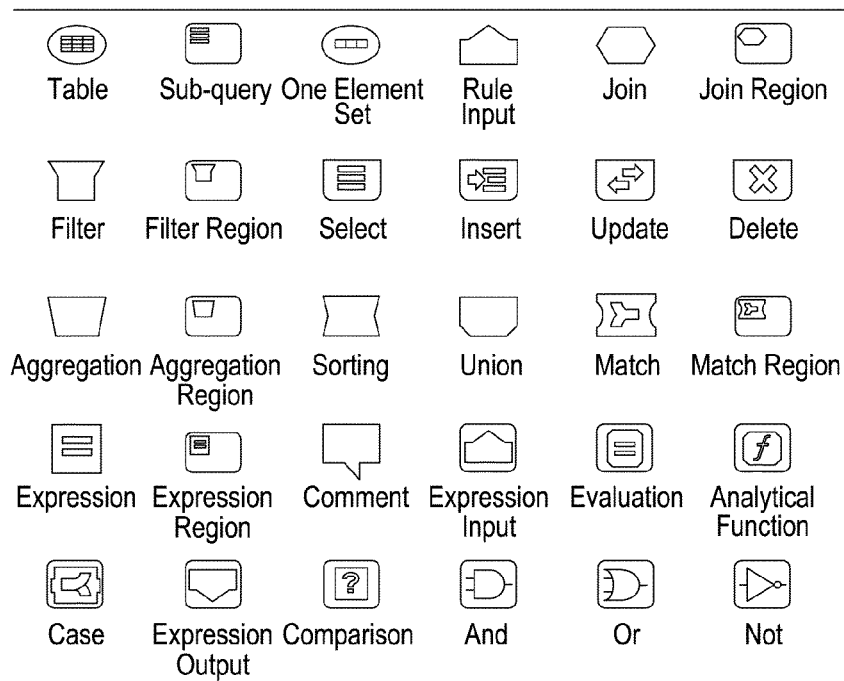 Table Sub-query One Element Set Rule Input Join Join Region
Filter Filter Region Select Insert Update Delete
Aggregation Aggregation Region Sorting Union Match Match Region
Expression Expression Region Comment Expression Input Evaluation f Analytical Function
Case Expression Output ? Comparison And Or Not